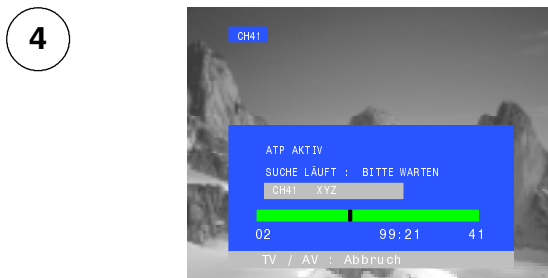 4
CH41
ATP AKTIV
SUCHE LÄUFT : BITTE WARTEN
CH41 XYZ
02 99:21 41
TV / AV : Abbruch